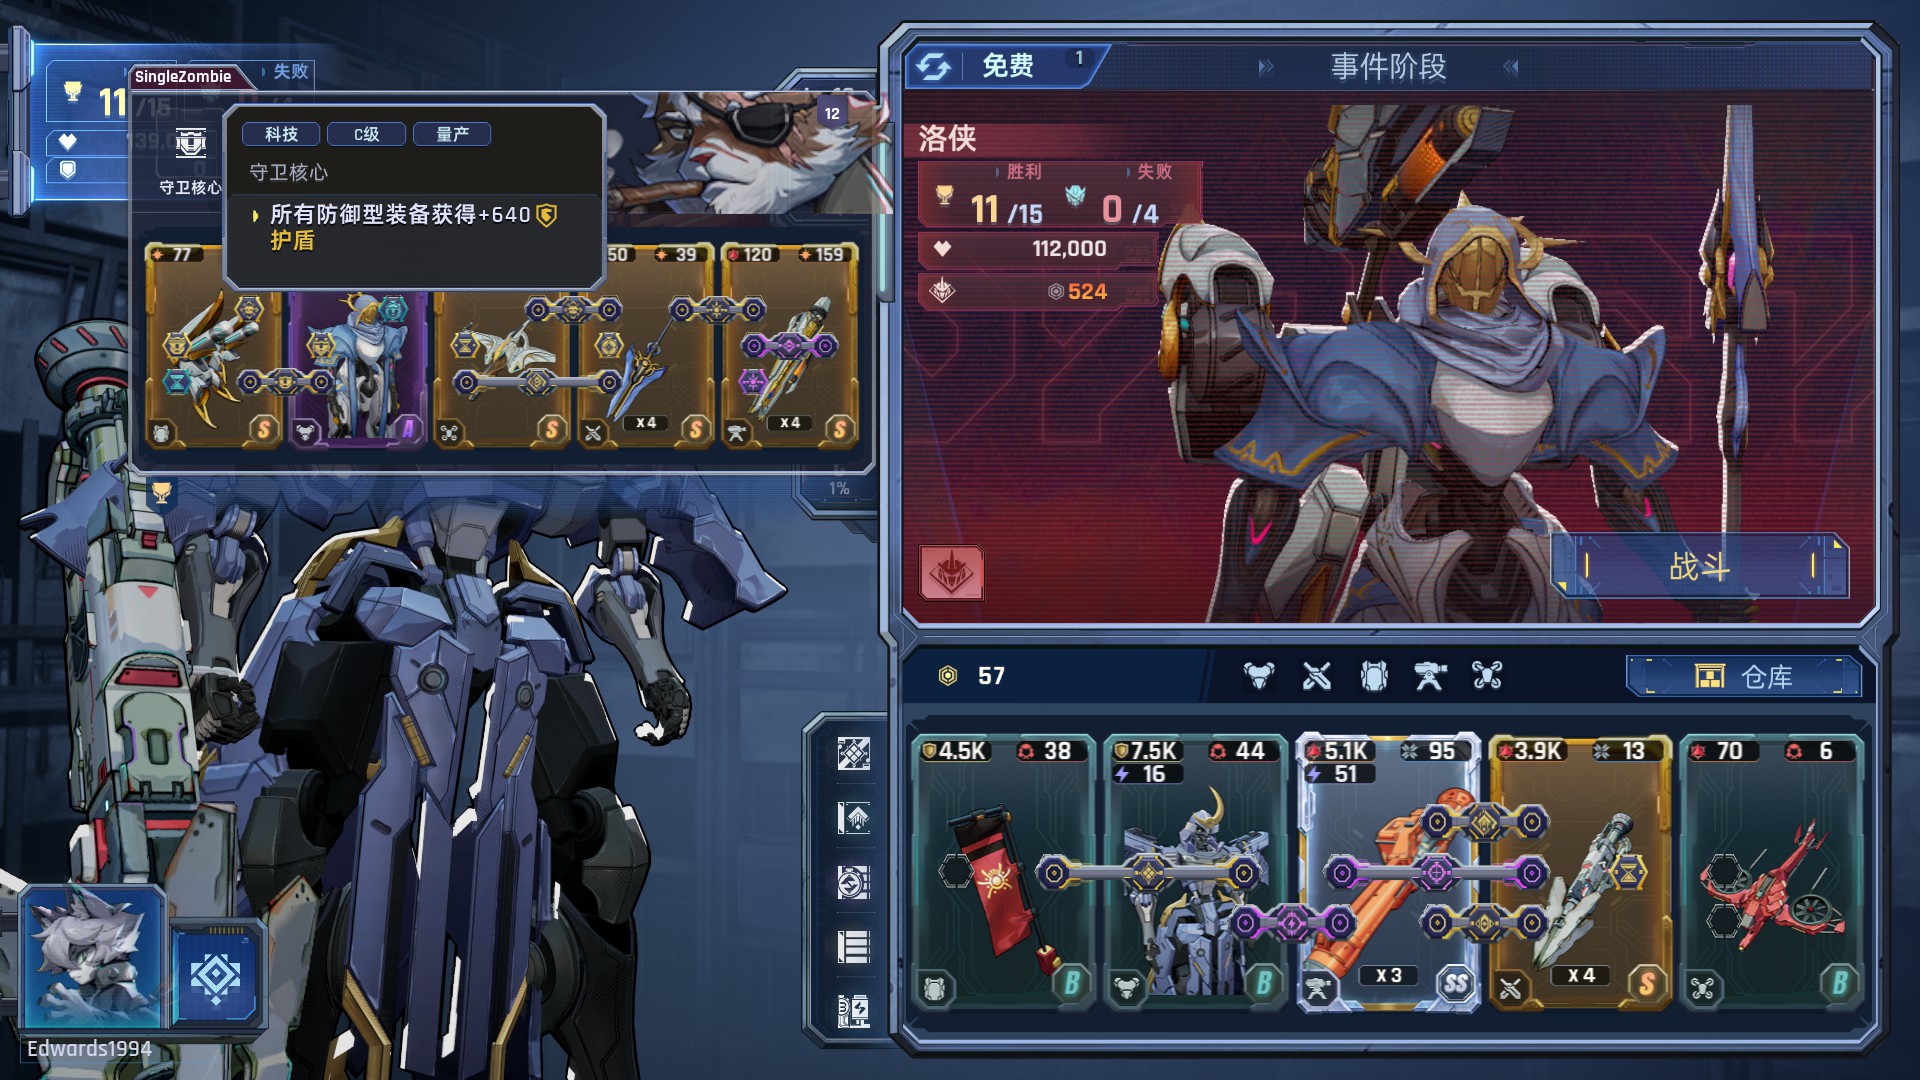 失败
SingleZombie
11/15
12
科技
C级
量产
守卫核心
守卫核心
所有防御型装备获得+640
护盾
77
50
39
120
159
S
A
S
x4
S
x4
S
1%
Edwards1994
免费
1
事件阶段
洛侠
胜利
失败
11/15
0/4
112,000
524
战斗
57
仓库
4.5K
38
B
7.5K
44
16
B
5.1K
95
51
x3
SS
3.9K
13
x4
S
70
6
B